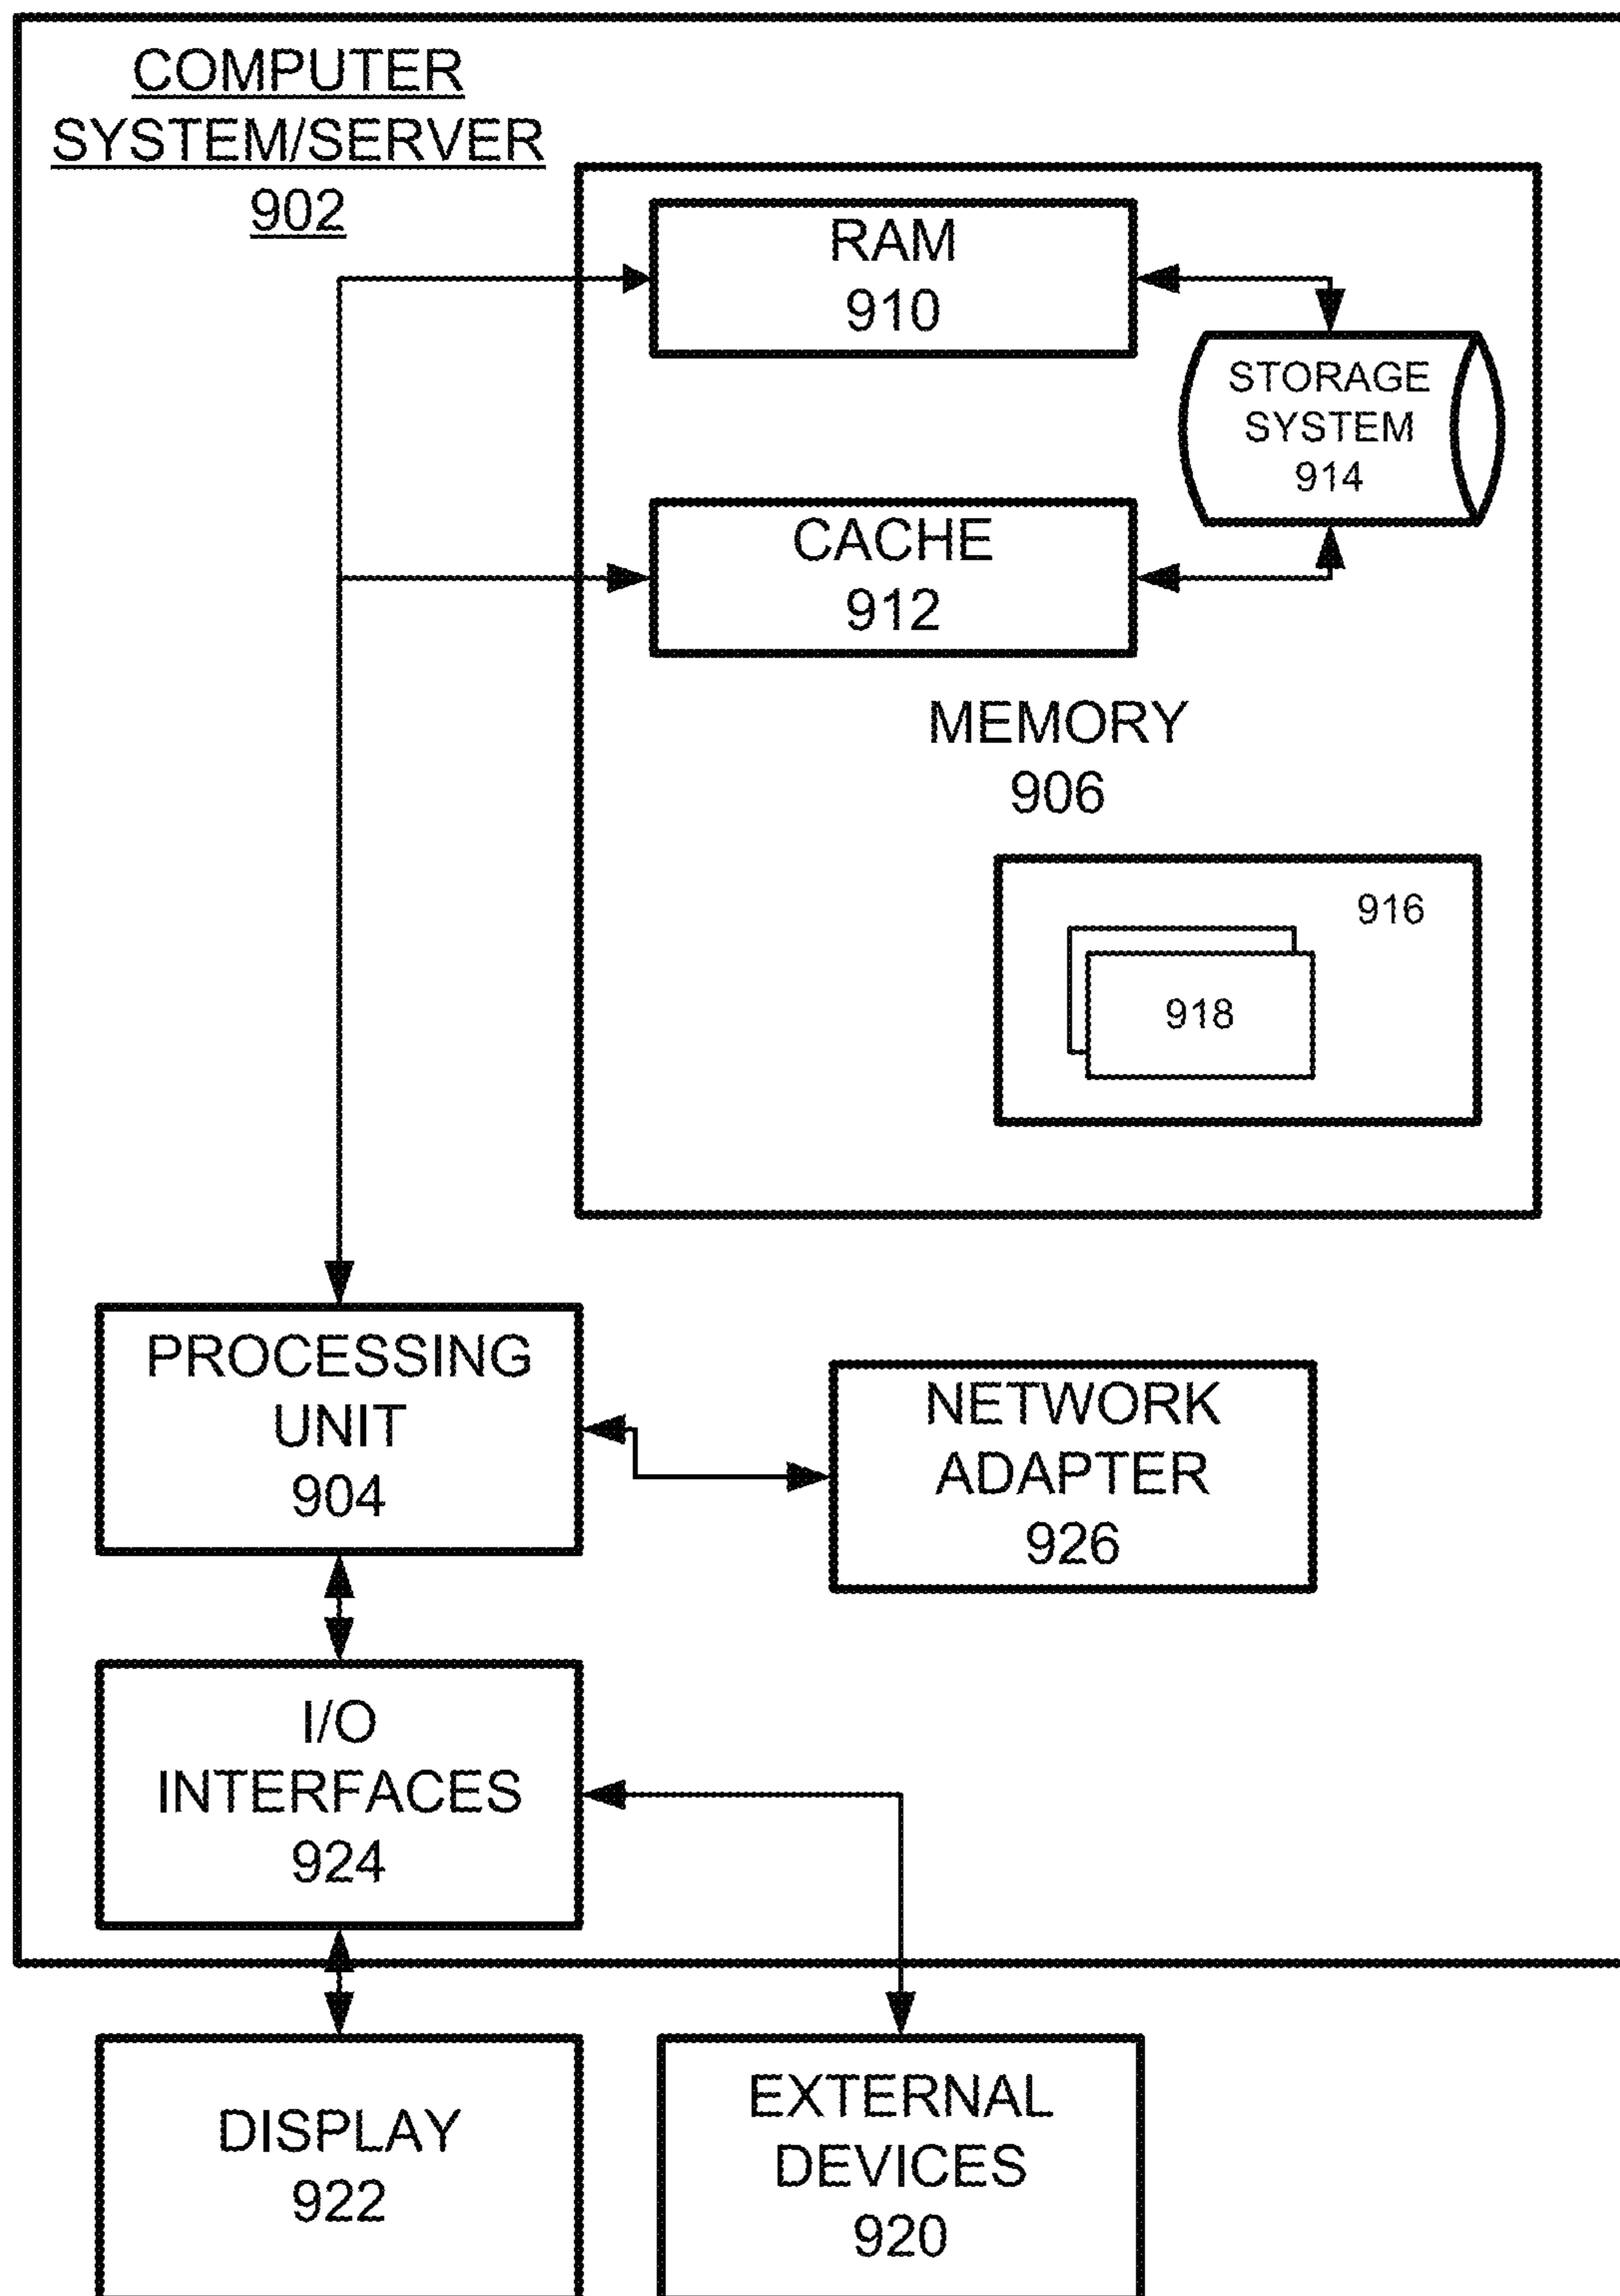 COMPUTER
SYSTEM/SERVER
902
RAM
910
STORAGE
SYSTEM
914
CACHE
912
MEMORY
906
916
918
PROCESSING
UNIT
904
NETWORK
ADAPTER
926
I/O
INTERFACES
924
DISPLAY
922
EXTERNAL
DEVICES
920